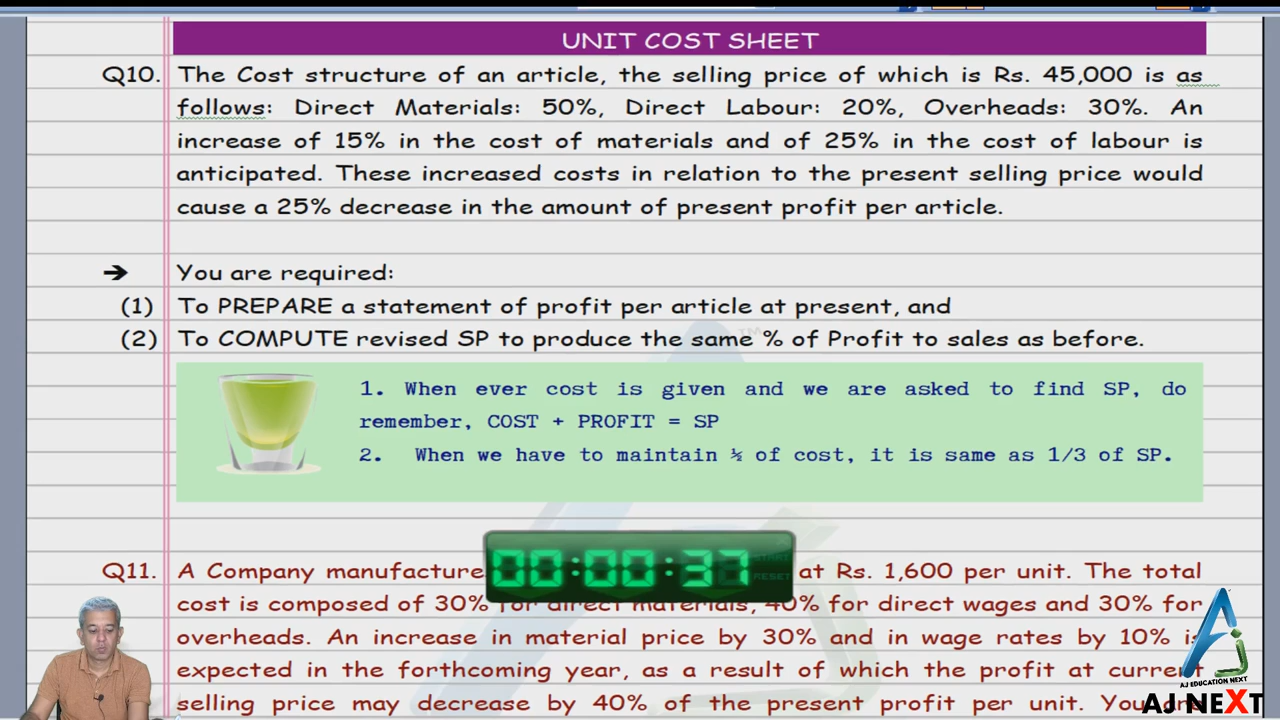 UNIT COST SHEET
Q10. The Cost structure of an article, the selling price of which is Rs. 45,000 is as
follows: Direct Materials: 50%, Direct Labour: 20%, Overheads: 30%. An
increase of 15% in the cost of materials and of 25% in the cost of labour is
anticipated. These increased costs in relation to the present selling price would
cause a 25% decrease in the amount of present profit per article.
➔ You are required:
(1) To PREPARE a statement of profit per article at present, and
(2) To COMPUTE revised SP to produce the same % of Profit to sales as before.
TM
1. When ever cost is given and we are asked to find SP, do
remember, COST + PROFIT = SP
2. When we have to maintain ½ of cost, it is same as 1/3 of SP.
00:00:37
RESET
Q11. A Company manufacture at Rs. 1,600 per unit. The total
cost is composed of 30% for direct materials, 40% for direct wages and 30% for
overheads. An increase in material price by 30% and in wage rates by 10% is
expected in the forthcoming year, as a result of which the profit at current
selling price may decrease by 40% of the present profit per unit. You are
AJ EDUCATION NEXT
AJ NEXT